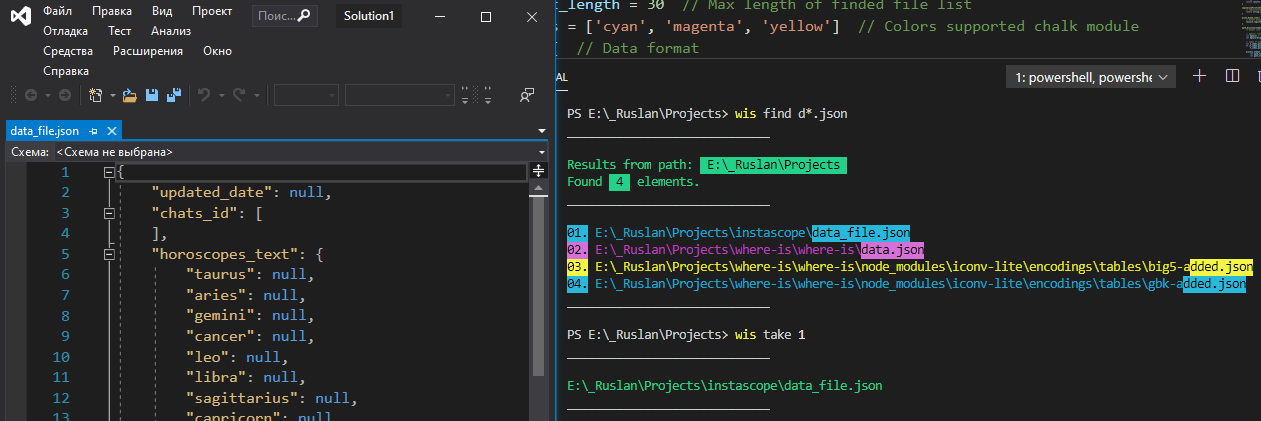 Файл Правка Вид Проект Поиск... Solution1
Отладка Тест Анализ
Средства Расширения Окно
Справка
data_file.json
Схема: <Схема не выбрана>
1 {
2 "updated_date": null,
3 "chats_id": [
4 ],
5 "horoscopes_text": {
6 "taurus": null,
7 "aries": null,
8 "gemini": null,
9 "cancer": null,
10 "leo": null,
11 "libra": null,
12 "sagittarius": null,
13 "capricorn": null
_length = 30 // Max length of finded file list
= ['cyan', 'magenta', 'yellow'] // Colors supported chalk module
// Data format
AL
1: powershell, powershe
PS E:\_Ruslan\Projects> wis find d*.json
Results from path: E:\_Ruslan\Projects
Found 4 elements.
01. E:\_Ruslan\Projects\instascope\data_file.json
02. E:\_Ruslan\Projects\where-is\where-is\data.json
03. E:\_Ruslan\Projects\where-is\where-is\node_modules\iconv-lite\encodings\tables\big5-added.json
04. E:\_Ruslan\Projects\where-is\where-is\node_modules\iconv-lite\encodings\tables\gbk-added.json
PS E:\_Ruslan\Projects> wis take 1
E:\_Ruslan\Projects\instascope\data_file.json